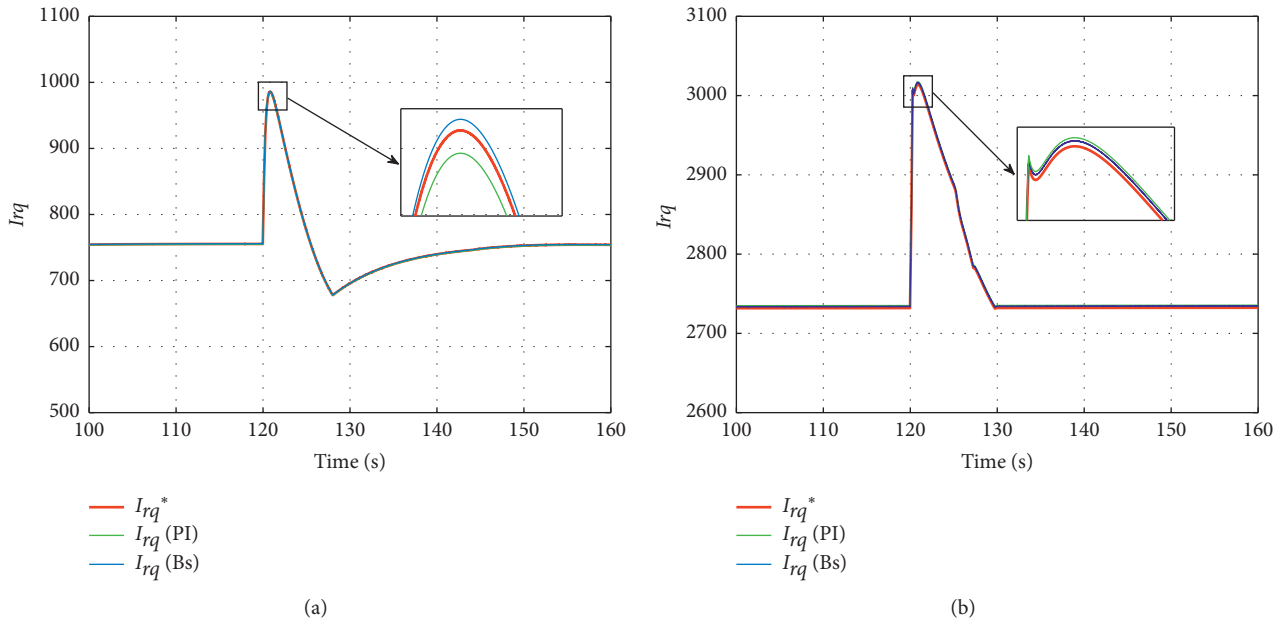 1100
1000
900
800
700
600
500
Irq
100 110 120 130 140 150 160
Time (s)
Irq*
Irq (PI)
Irq (Bs)
(a)
3100
3000
2900
2800
2700
2600
Irq
100 110 120 130 140 150 160
Time (s)
Irq*
Irq (PI)
Irq (Bs)
(b)